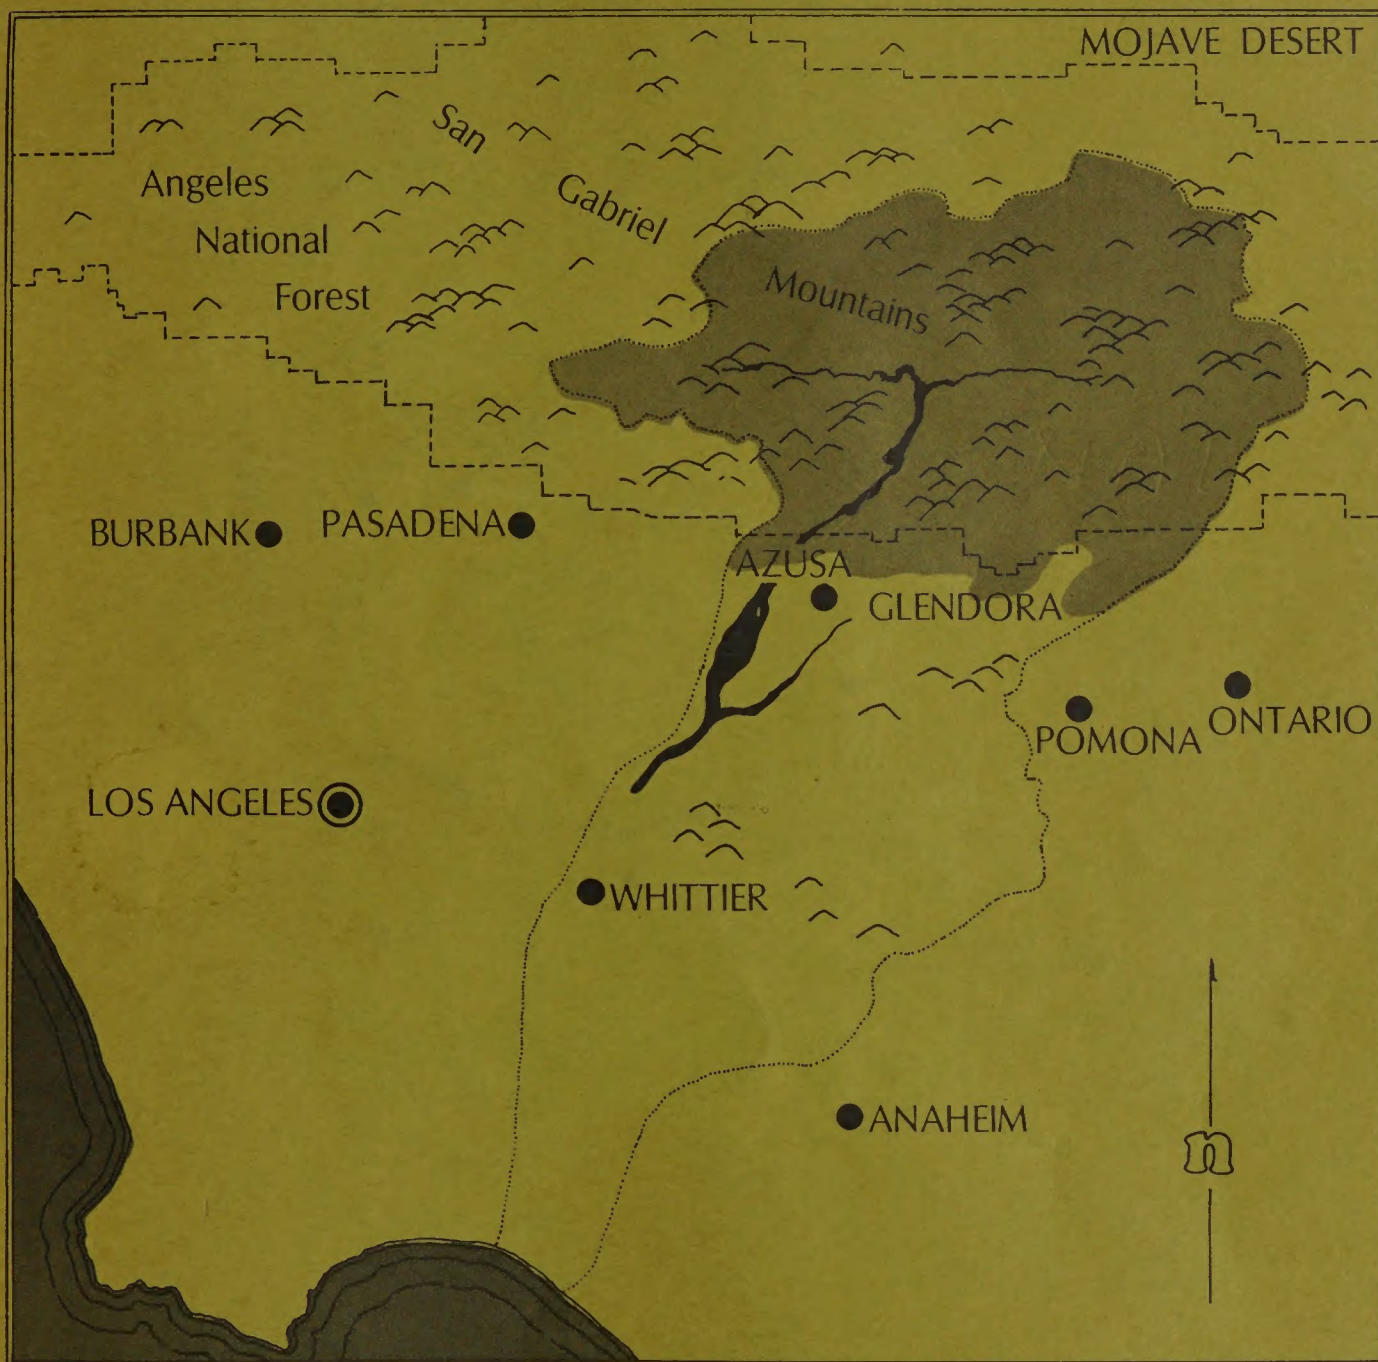 MOJAVE DESERT
San
Gabriel
Mountains
Angeles
National
Forest
BURBANK
PASADENA
AZUSA
GLENDORA
POMONA
ONTARIO
LOS ANGELES
WHITTIER
ANAHEIM
n